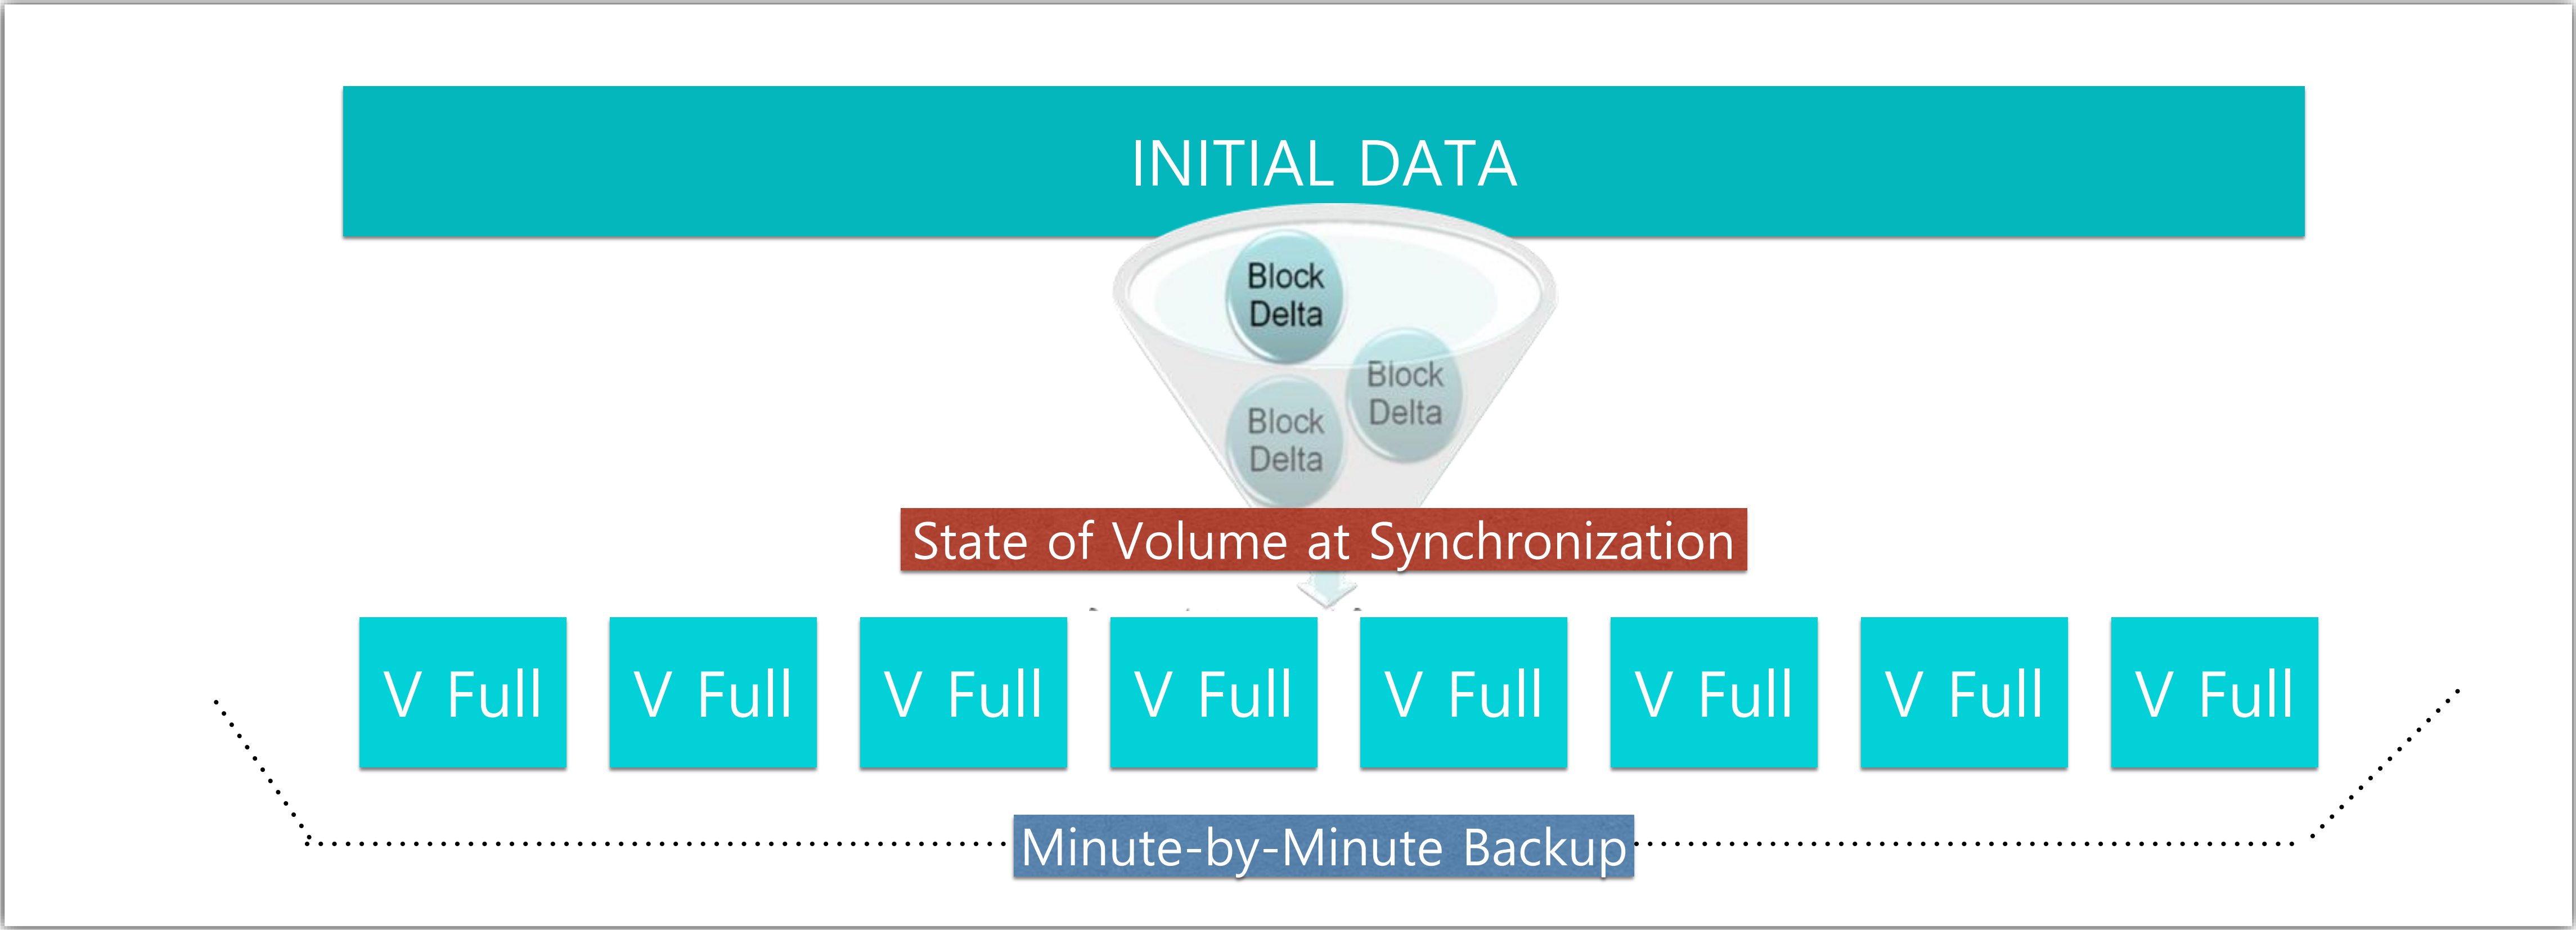 INITIAL DATA
Block
Delta
Block
Delta
Block
Delta
State of Volume at Synchronization
V Full V Full V Full V Full V Full V Full V Full V Full
Minute-by-Minute Backup